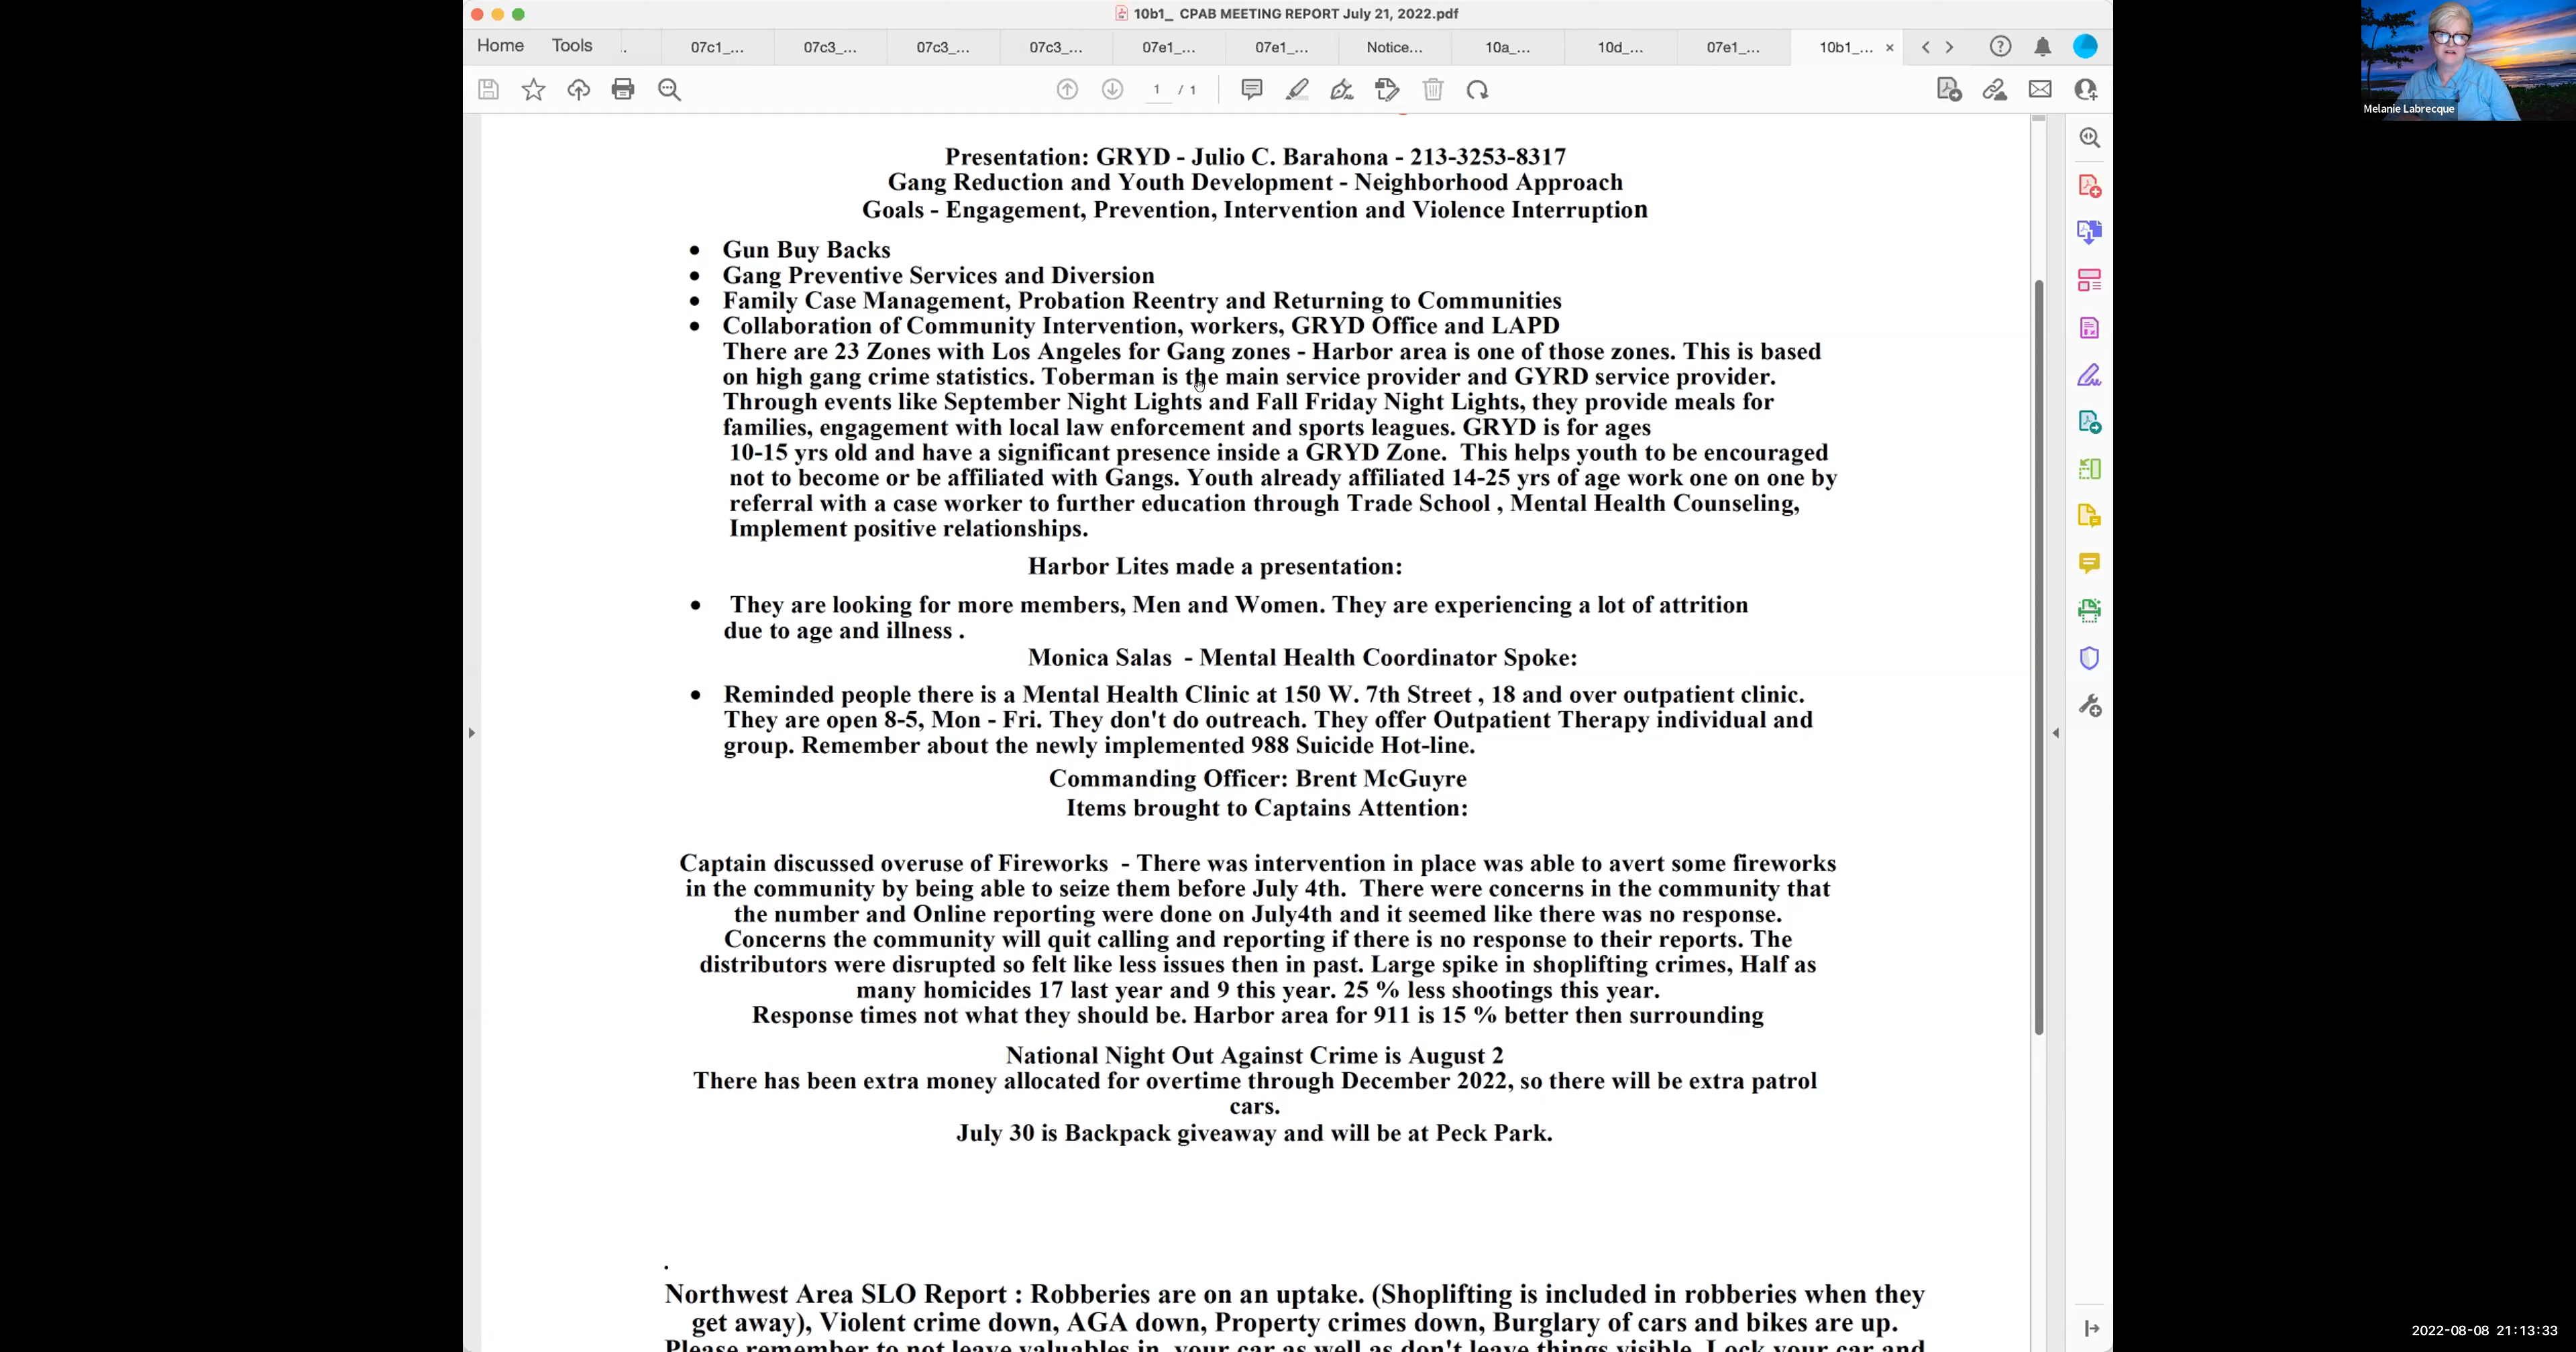 10b1_ CPAB MEETING REPORT July 21, 2022.pdf
Home Tools . 07c1_... 07c3_... 07c3_... 07c3_... 07e1_... 07e1_... Notice... 10a_... 10d_... 07e1_... 10b1_... ×
1 / 1
Melanie Labrecque
Presentation: GRYD - Julio C. Barahona - 213-3253-8317
Gang Reduction and Youth Development - Neighborhood Approach
Goals - Engagement, Prevention, Intervention and Violence Interruption
• Gun Buy Backs
• Gang Preventive Services and Diversion
• Family Case Management, Probation Reentry and Returning to Communities
• Collaboration of Community Intervention, workers, GRYD Office and LAPD
There are 23 Zones with Los Angeles for Gang zones - Harbor area is one of those zones. This is based
on high gang crime statistics. Toberman is the main service provider and GYRD service provider.
Through events like September Night Lights and Fall Friday Night Lights, they provide meals for
families, engagement with local law enforcement and sports leagues. GRYD is for ages
10-15 yrs old and have a significant presence inside a GRYD Zone. This helps youth to be encouraged
not to become or be affiliated with Gangs. Youth already affiliated 14-25 yrs of age work one on one by
referral with a case worker to further education through Trade School , Mental Health Counseling,
Implement positive relationships.
Harbor Lites made a presentation:
• They are looking for more members, Men and Women. They are experiencing a lot of attrition
due to age and illness .
Monica Salas - Mental Health Coordinator Spoke:
• Reminded people there is a Mental Health Clinic at 150 W. 7th Street , 18 and over outpatient clinic.
They are open 8-5, Mon - Fri. They don't do outreach. They offer Outpatient Therapy individual and
group. Remember about the newly implemented 988 Suicide Hot-line.
Commanding Officer: Brent McGuyre
Items brought to Captains Attention:
Captain discussed overuse of Fireworks - There was intervention in place was able to avert some fireworks
in the community by being able to seize them before July 4th. There were concerns in the community that
the number and Online reporting were done on July4th and it seemed like there was no response.
Concerns the community will quit calling and reporting if there is no response to their reports. The
distributors were disrupted so felt like less issues then in past. Large spike in shoplifting crimes, Half as
many homicides 17 last year and 9 this year. 25 % less shootings this year.
Response times not what they should be. Harbor area for 911 is 15 % better then surrounding
National Night Out Against Crime is August 2
There has been extra money allocated for overtime through December 2022, so there will be extra patrol
cars.
July 30 is Backpack giveaway and will be at Peck Park.
.
Northwest Area SLO Report : Robberies are on an uptake. (Shoplifting is included in robberies when they
get away), Violent crime down, AGA down, Property crimes down, Burglary of cars and bikes are up.
Please remember to not leave valuables in your car as well as don't leave things visible. Lock your car and
2022-08-08 21:13:33